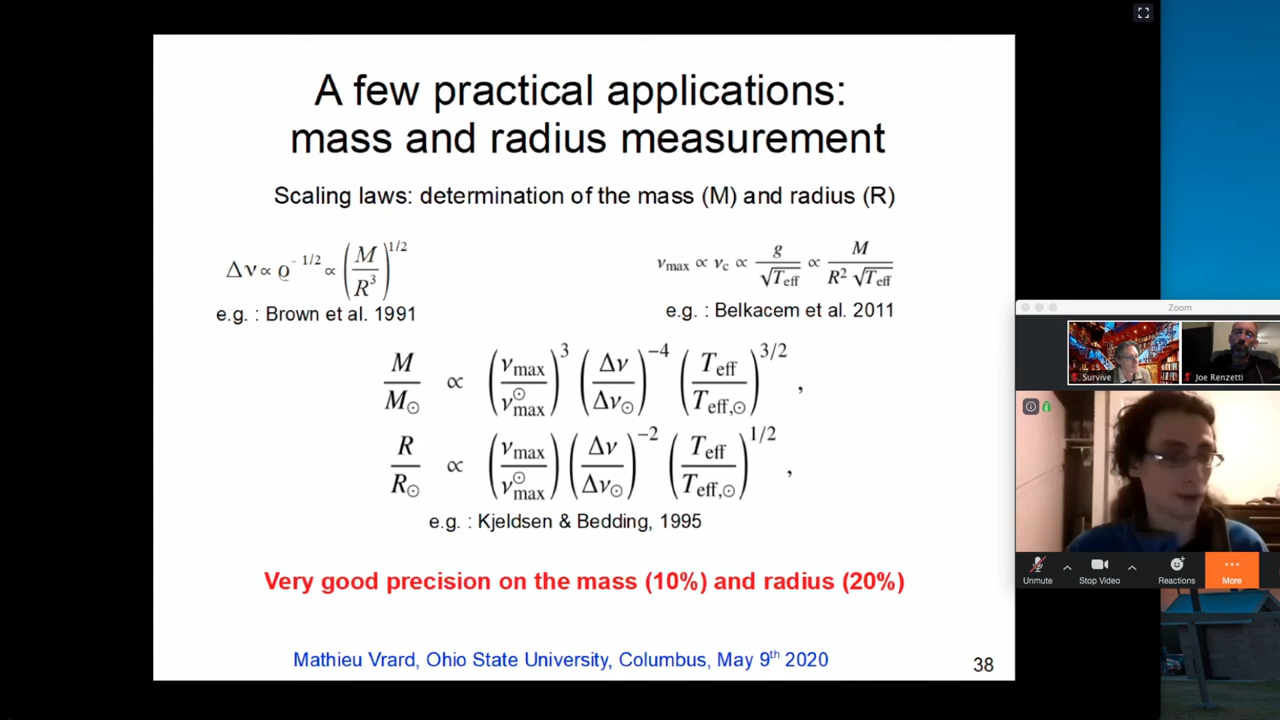 A few practical applications:
mass and radius measurement
Scaling laws: determination of the mass (M) and radius (R)
Δν ∝ ϱ^{- 1/2} ∝ (M/R³)^{1/2}
ν_max ∝ ν_c ∝ g/√T_eff ∝ M/(R² √T_eff)
e.g. : Brown et al. 1991
e.g. : Belkacem et al. 2011
M/M_⊙ ∝ (ν_max/ν_max^⊙)^3 (Δν/Δν_⊙)^{−4} (T_eff/T_eff,⊙)^{3/2} ,
R/R_⊙ ∝ (ν_max/ν_max^⊙) (Δν/Δν_⊙)^{−2} (T_eff/T_eff,⊙)^{1/2} ,
e.g. : Kjeldsen & Bedding, 1995
Very good precision on the mass (10%) and radius (20%)
Mathieu Vrard, Ohio State University, Columbus, May 9th 2020
38
Zoom
Survive
Joe Renzetti
Unmute
Stop Video
Reactions
More